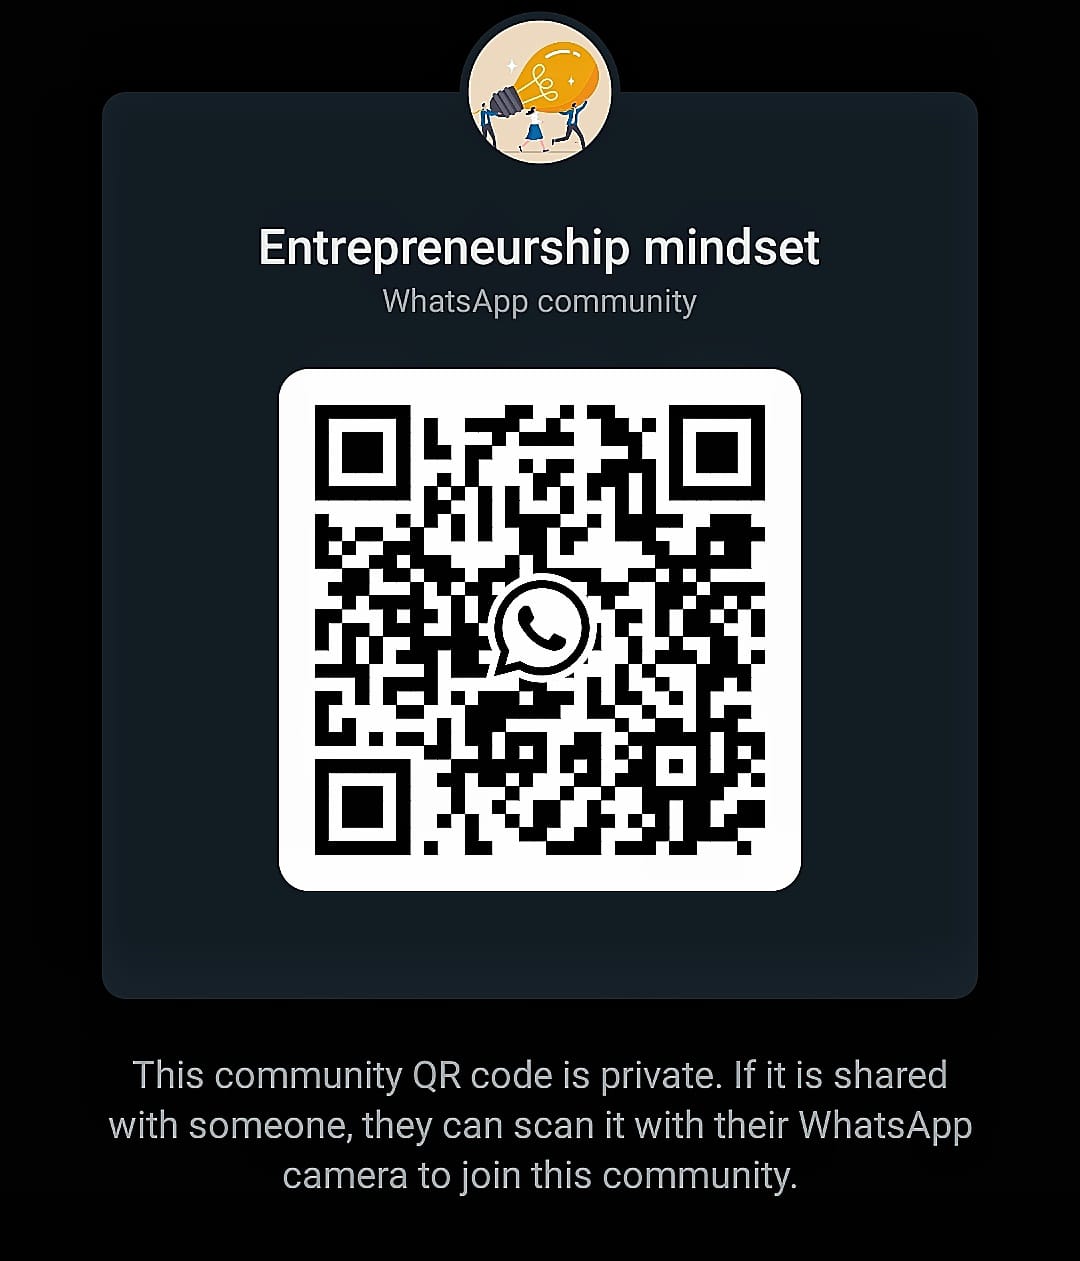 Entrepreneurship mindset
WhatsApp community
This community QR code is private. If it is shared
with someone, they can scan it with their WhatsApp
camera to join this community.